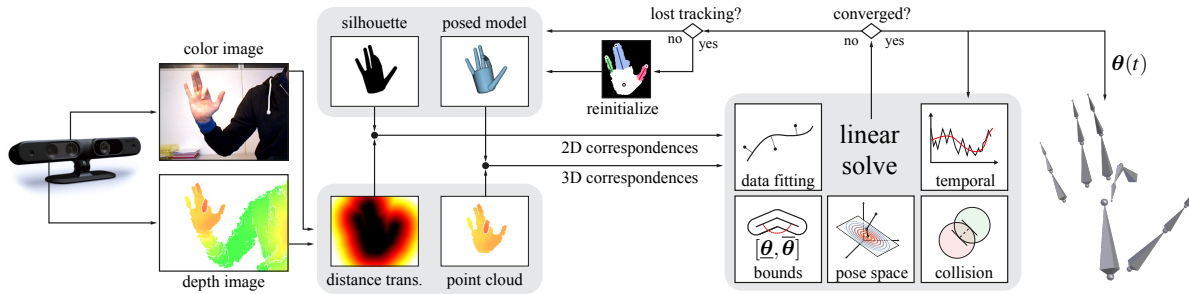 color image
depth image
silhouette
posed model
distance trans.
point cloud
lost tracking?
no
yes
reinitialize
converged?
no
yes
2D correspondences
3D correspondences
linear
solve
data fitting
temporal
[θ, θ̅]
bounds
pose space
collision
θ(t)